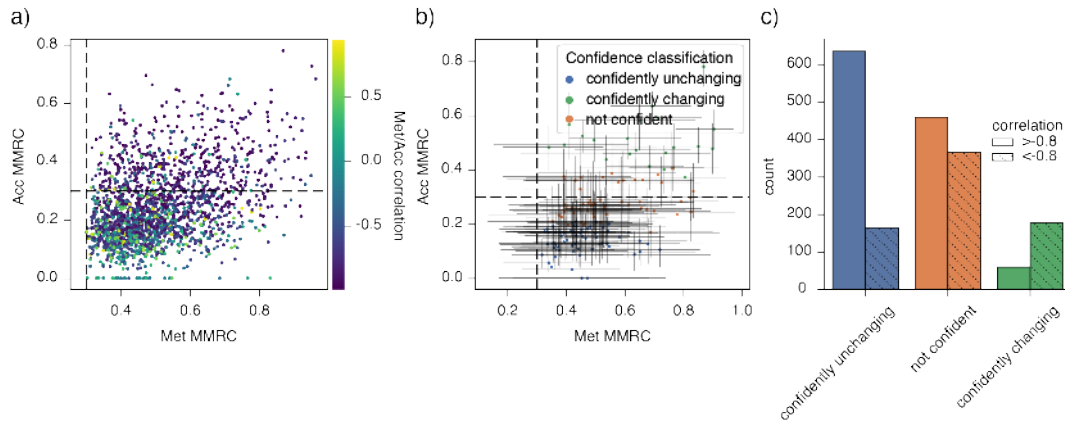 a)
0.8
0.6
0.4
0.2
0.0
Acc MMRC
0.4
0.6
0.8
Met MMRC
0.5
0.0
-0.5
Met/Acc correlation
b)
0.8
0.6
0.4
0.2
0.0
Acc MMRC
Confidence classification
confidently unchanging
confidently changing
not confident
0.2
0.4
0.6
0.8
1.0
Met MMRC
c)
600
500
400
300
200
100
0
count
correlation
>-0.8
<-0.8
confidently unchanging
not confident
confidently changing